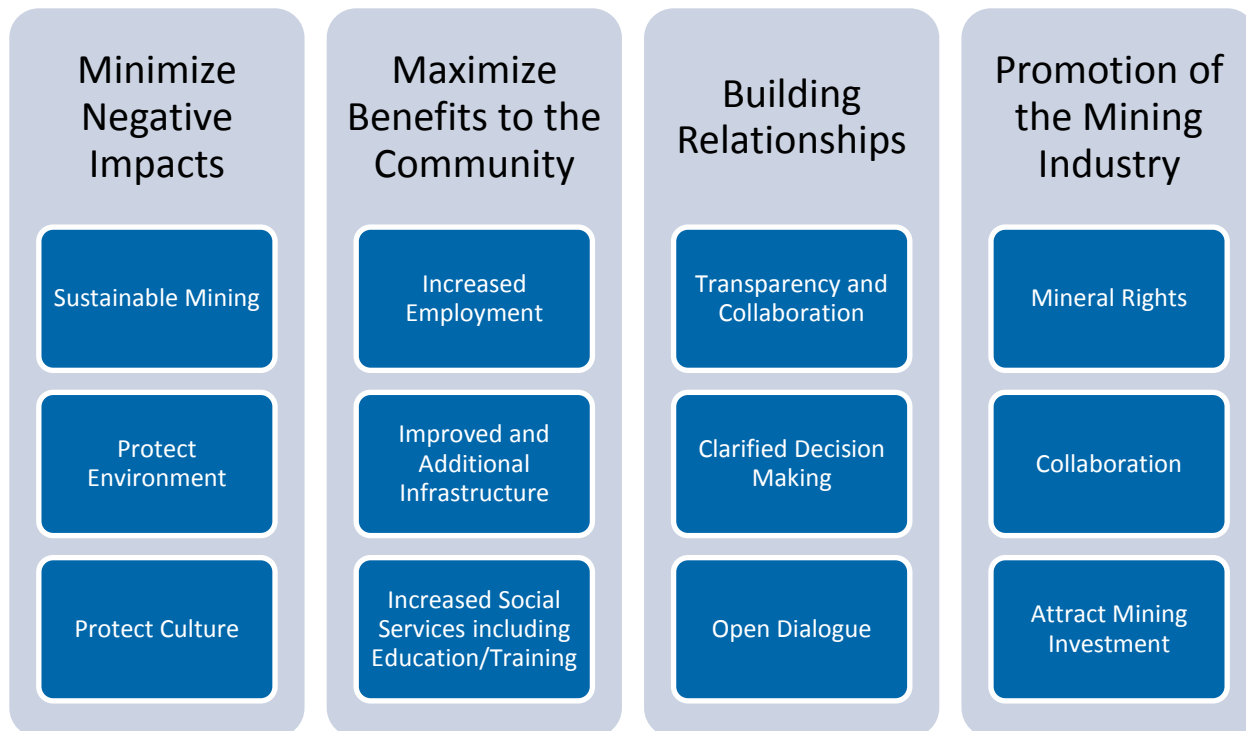 Minimize
Negative
Impacts
Sustainable Mining
Protect
Environment
Protect Culture
Maximize
Benefits to the
Community
Increased
Employment
Improved and
Additional
Infrastructure
Increased Social
Services including
Education/Training
Building
Relationships
Transparency and
Collaboration
Clarified Decision
Making
Open Dialogue
Promotion of
the Mining
Industry
Mineral Rights
Collaboration
Attract Mining
Investment